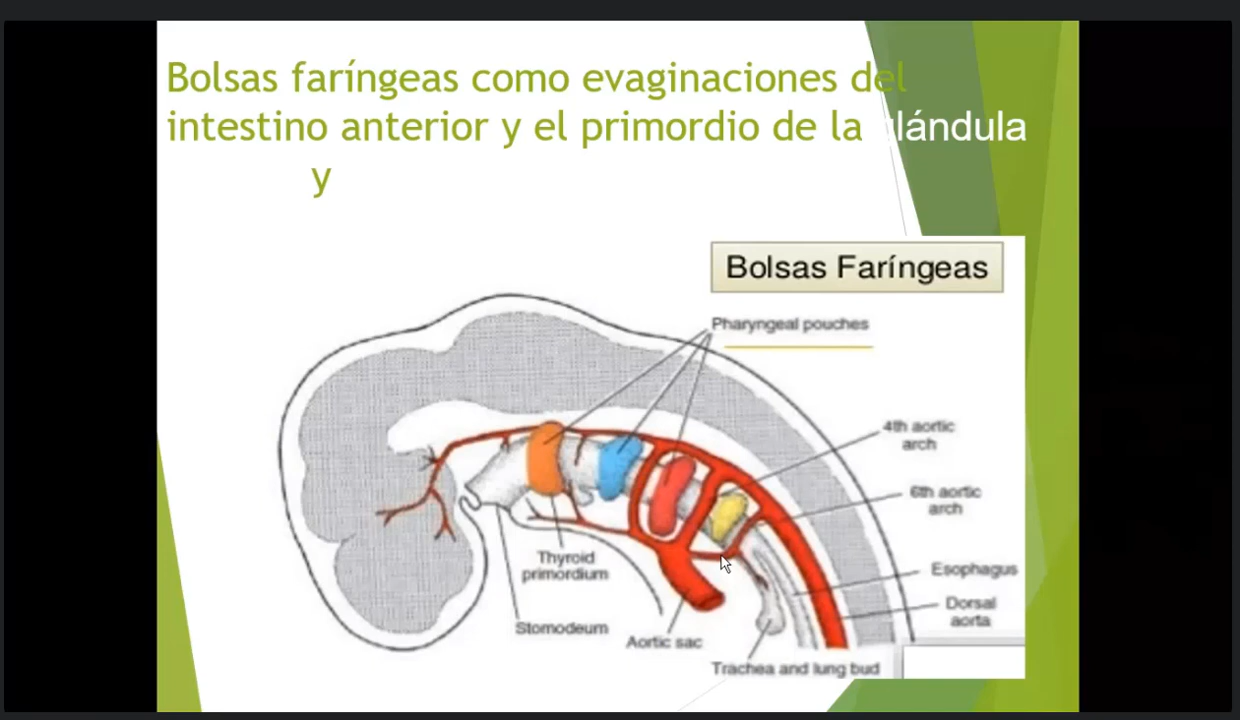 Bolsas faríngeas como evaginaciones del
intestino anterior y el primordio de la glándula
y
Bolsas Faríngeas
Pharyngeal pouches
4th aortic
arch
6th aortic
arch
Thyroid
primordium
Esophagus
Dorsal
aorta
Stomodeum
Aortic sac
Trachea and lung bud